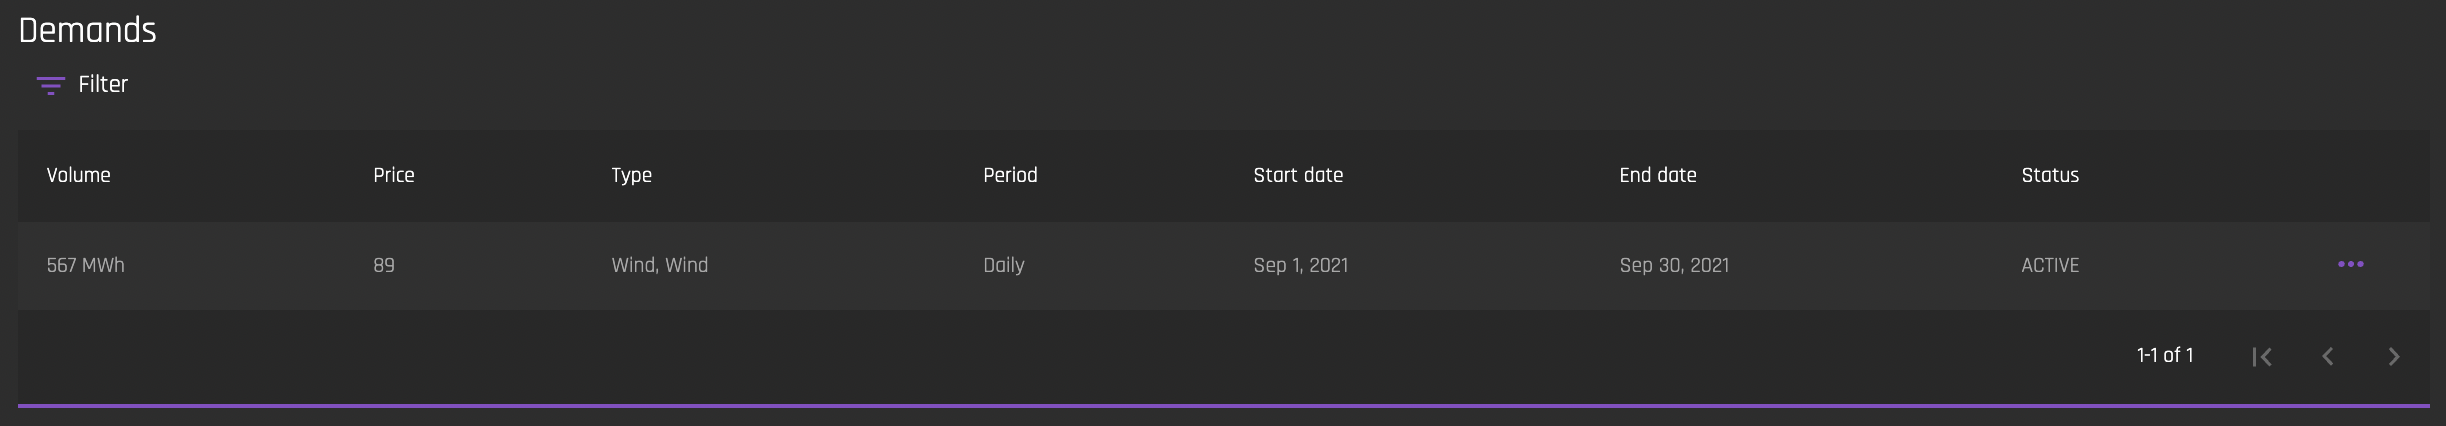 Demands
Filter
Volume Price Type Period Start date End date Status
567 MWh 89 Wind, Wind Daily Sep 1, 2021 Sep 30, 2021 ACTIVE
1-1 of 1